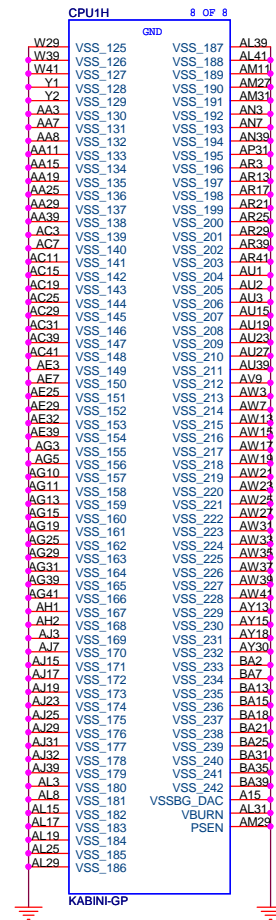 CPU1H 8 OF 8
GND
W29 VSS_125 VSS_187 AL39
W39 VSS_126 VSS_188 AL41
W41 VSS_127 VSS_189 AM11
Y1 VSS_128 VSS_190 AM27
Y2 VSS_129 VSS_191 AM31
AA3 VSS_130 VSS_192 AN3
AA7 VSS_131 VSS_193 AN7
AA8 VSS_132 VSS_194 AN39
AA11 VSS_133 VSS_195 AP31
AA15 VSS_134 VSS_196 AR3
AA19 VSS_135 VSS_197 AR13
AA25 VSS_136 VSS_198 AR17
AA29 VSS_137 VSS_199 AR21
AA39 VSS_138 VSS_200 AR25
AC3 VSS_139 VSS_201 AR29
AC7 VSS_140 VSS_202 AR39
AC11 VSS_141 VSS_203 AR41
AC15 VSS_142 VSS_204 AU1
AC19 VSS_143 VSS_205 AU2
AC25 VSS_144 VSS_206 AU3
AC29 VSS_145 VSS_207 AU15
AC31 VSS_146 VSS_208 AU19
AC39 VSS_147 VSS_209 AU23
AC41 VSS_148 VSS_210 AU27
AE3 VSS_149 VSS_211 AU39
AE7 VSS_150 VSS_212 AV9
AE25 VSS_151 VSS_213 AW3
AE29 VSS_152 VSS_214 AW7
AE32 VSS_153 VSS_215 AW13
AE39 VSS_154 VSS_216 AW15
AG3 VSS_155 VSS_217 AW17
AG5 VSS_156 VSS_218 AW19
AG10 VSS_157 VSS_219 AW21
AG11 VSS_158 VSS_220 AW23
AG13 VSS_159 VSS_221 AW25
AG15 VSS_160 VSS_222 AW27
AG19 VSS_161 VSS_223 AW31
AG25 VSS_162 VSS_224 AW33
AG29 VSS_163 VSS_225 AW35
AG31 VSS_164 VSS_226 AW37
AG39 VSS_165 VSS_227 AW39
AG41 VSS_166 VSS_228 AW41
AH1 VSS_167 VSS_229 AY13
AH2 VSS_168 VSS_230 AY15
AJ3 VSS_169 VSS_231 AY18
AJ7 VSS_170 VSS_232 AY30
AJ15 VSS_171 VSS_233 BA2
AJ17 VSS_172 VSS_234 BA7
AJ19 VSS_173 VSS_235 BA13
AJ23 VSS_174 VSS_236 BA15
AJ25 VSS_175 VSS_237 BA18
AJ29 VSS_176 VSS_238 BA21
AJ31 VSS_177 VSS_239 BA25
AJ32 VSS_178 VSS_240 BA31
AJ39 VSS_179 VSS_241 BA35
AL3 VSS_180 VSS_242 BA39
AL8 VSS_181 VSSBG_DAC A15
AL15 VSS_182 VBURN AL31
AL17 VSS_183 PSEN AM29
AL19 VSS_184
AL25 VSS_185
AL29 VSS_186
KABINI-GP